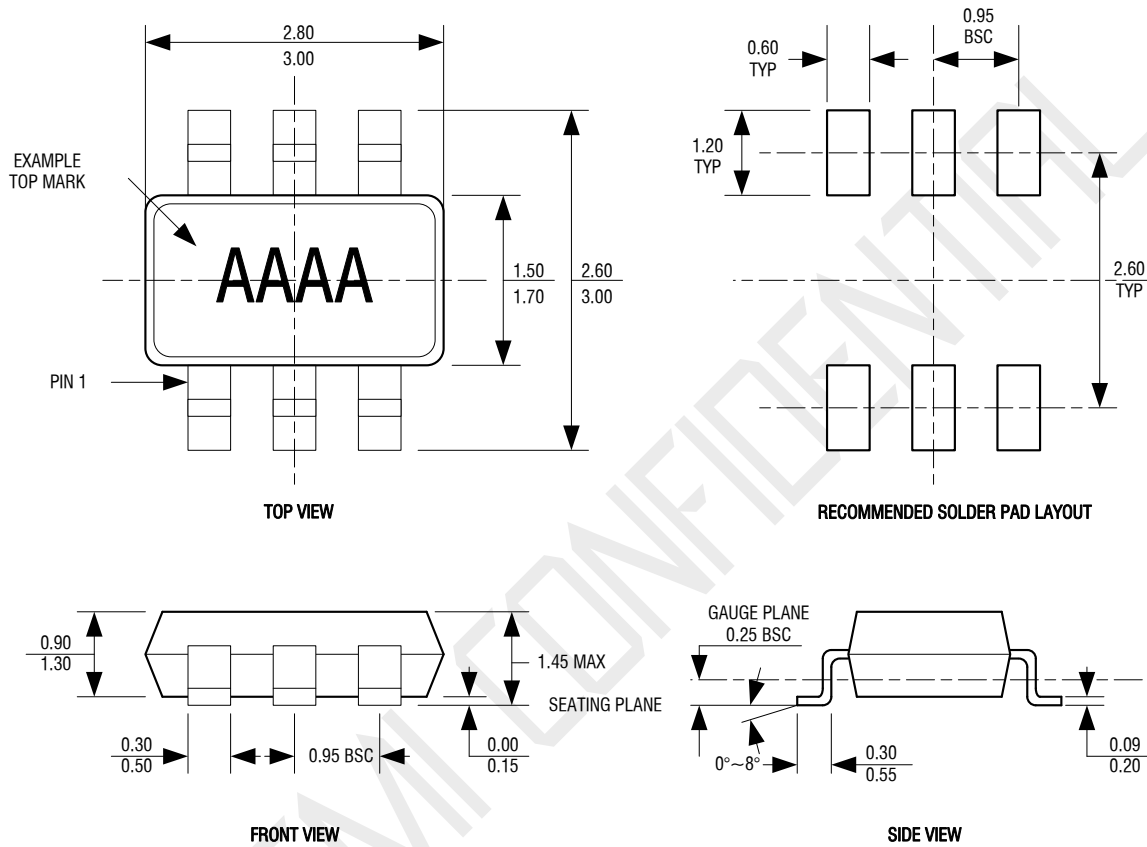 2.80
3.00
EXAMPLE
TOP MARK
AAAA
1.50
1.70
2.60
3.00
PIN 1
TOP VIEW
0.60
TYP
0.95
BSC
1.20
TYP
2.60
TYP
RECOMMENDED SOLDER PAD LAYOUT
0.90
1.30
1.45 MAX
SEATING PLANE
0.30
0.50
0.95 BSC
0.00
0.15
FRONT VIEW
GAUGE PLANE
0.25 BSC
0°~8°
0.30
0.55
0.09
0.20
SIDE VIEW
CONFIDENTIAL